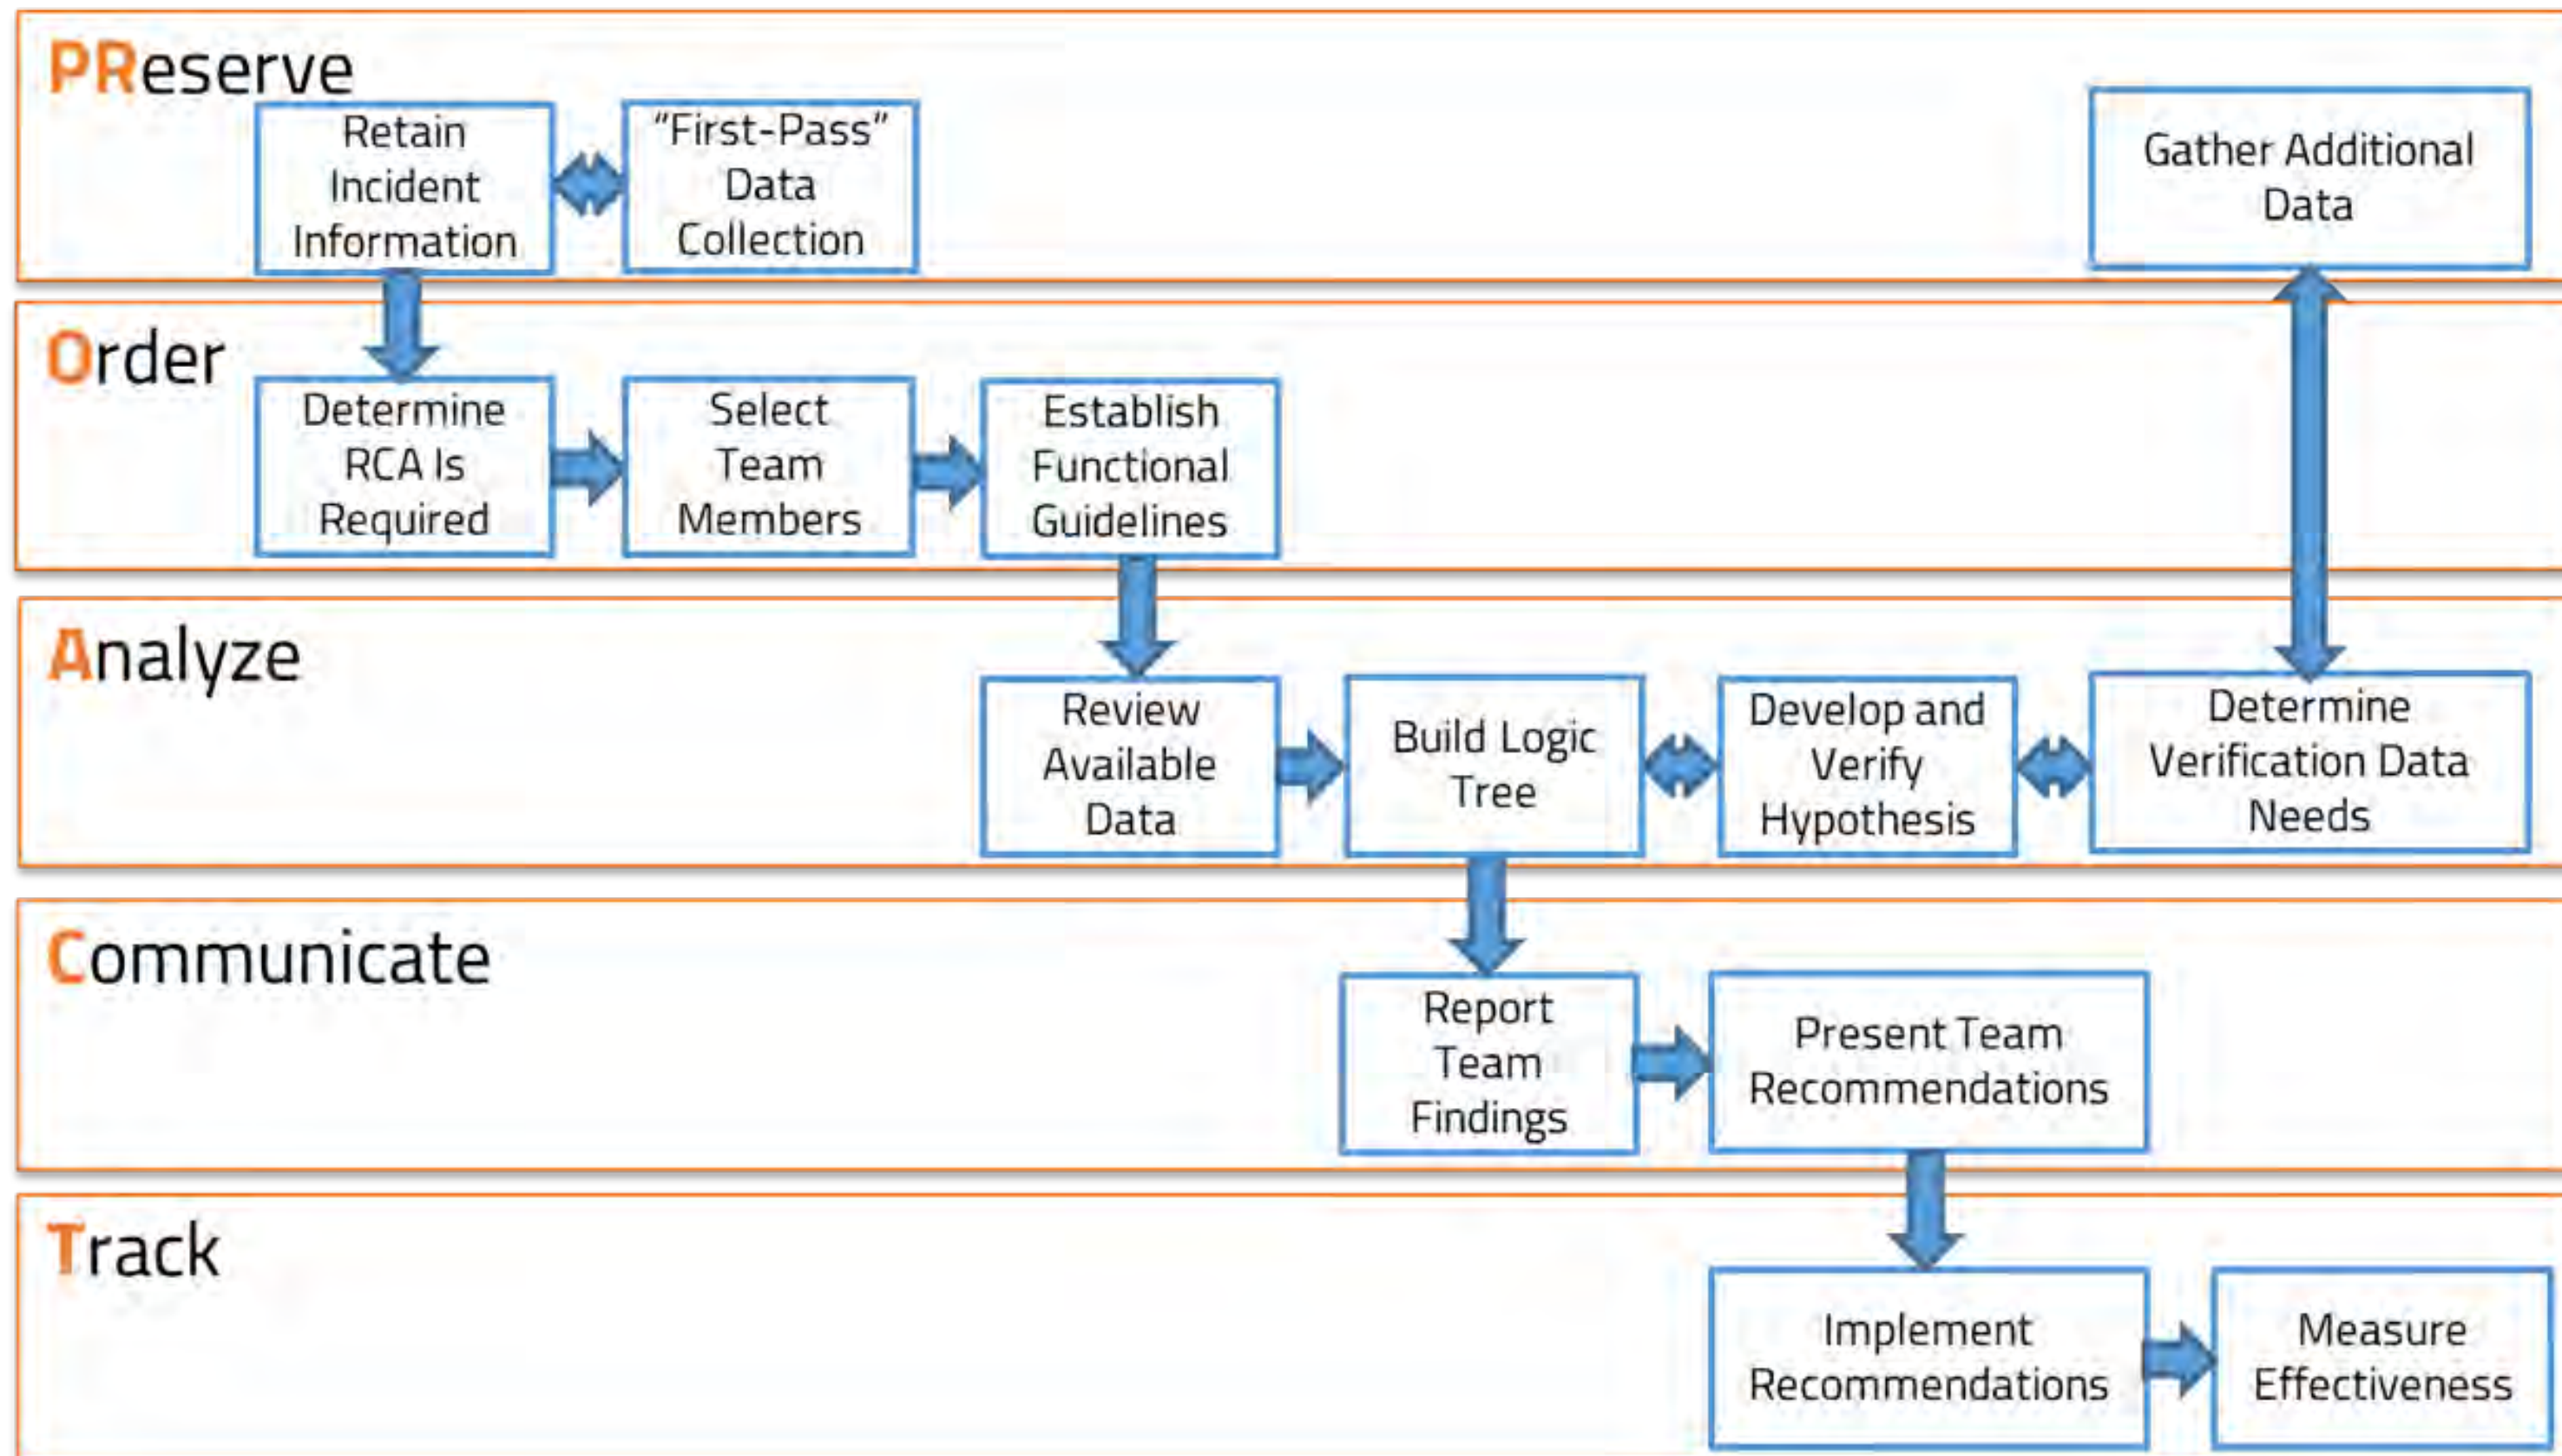 PReserve
Retain
Incident
Information
"First-Pass"
Data
Collection
Gather Additional
Data
Order
Determine
RCA Is
Required
Select
Team
Members
Establish
Functional
Guidelines
Analyze
Review
Available
Data
Build Logic
Tree
Develop and
Verify
Hypothesis
Determine
Verification Data
Needs
Communicate
Report
Team
Findings
Present Team
Recommendations
Track
Implement
Recommendations
Measure
Effectiveness